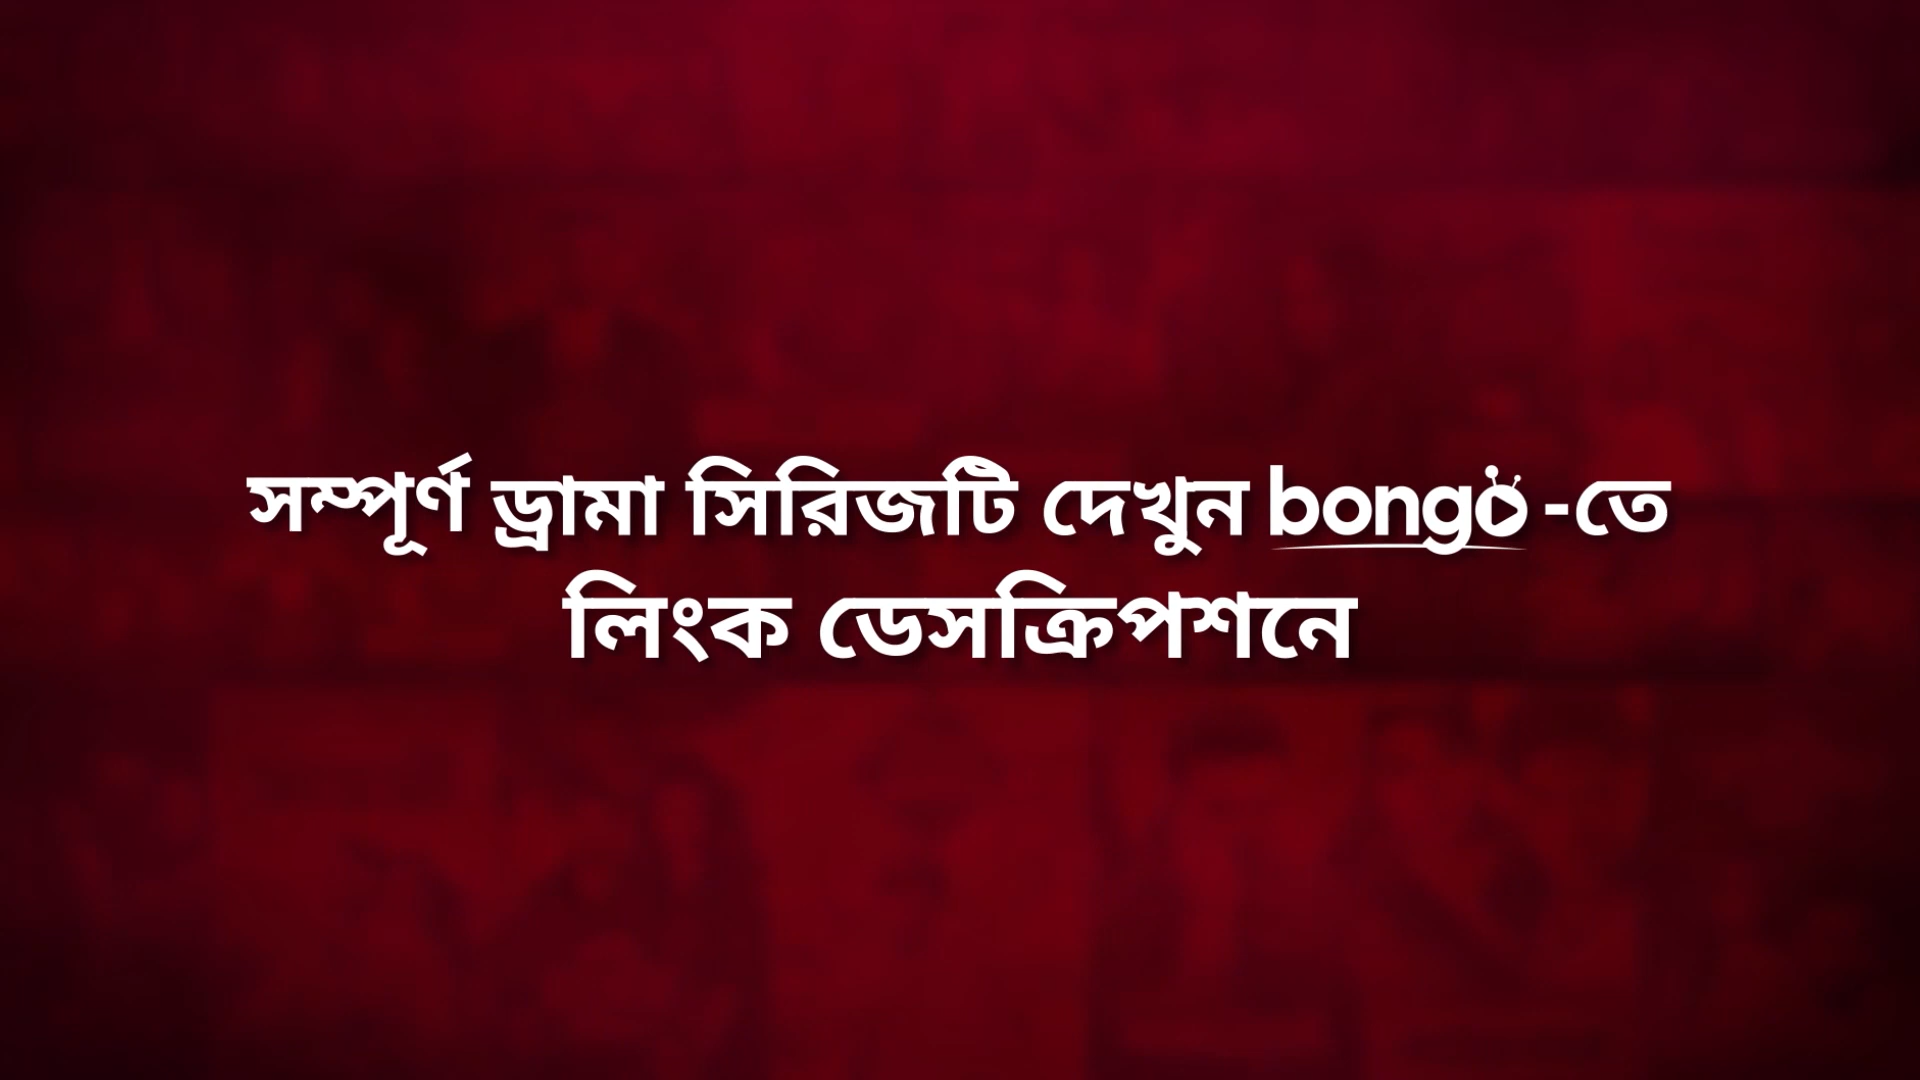 সম্পূর্ণ ড্রামা সিরিজটি দেখুন bongo -তে
লিংক ডেসক্রিপশনে